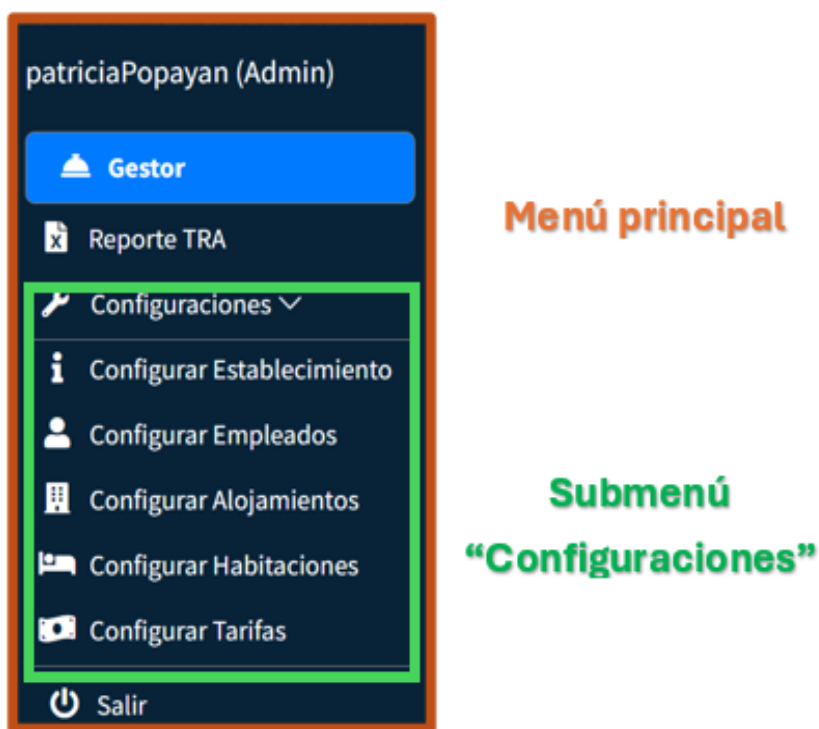 patriciaPopayan (Admin)
Gestor
Reporte TRA
Configuraciones
Configurar Establecimiento
Configurar Empleados
Configurar Alojamientos
Configurar Habitaciones
Configurar Tarifas
Salir
Menú principal
Submenú
“Configuraciones”